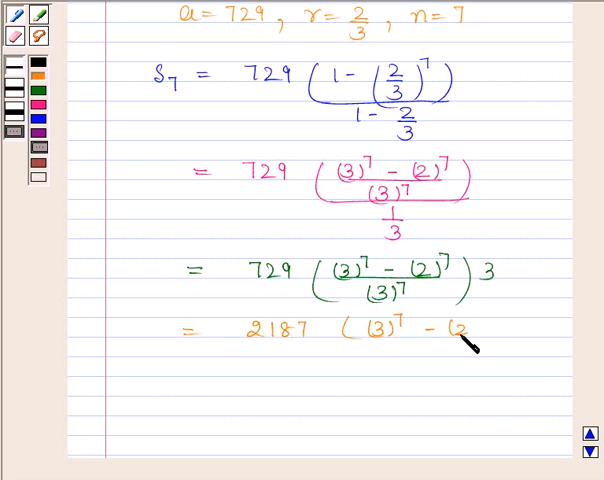 a = 729 , r = 2/3 , n = 7
S₇ = 729 ( (1 - (2/3)⁷) / (1 - 2/3) )
= 729 ( (((3)⁷ - (2)⁷) / (3)⁷) / (1/3) )
= 729 ( ((3)⁷ - (2)⁷) / (3)⁷ ) 3
= 2187 ( (3)⁷ - (2